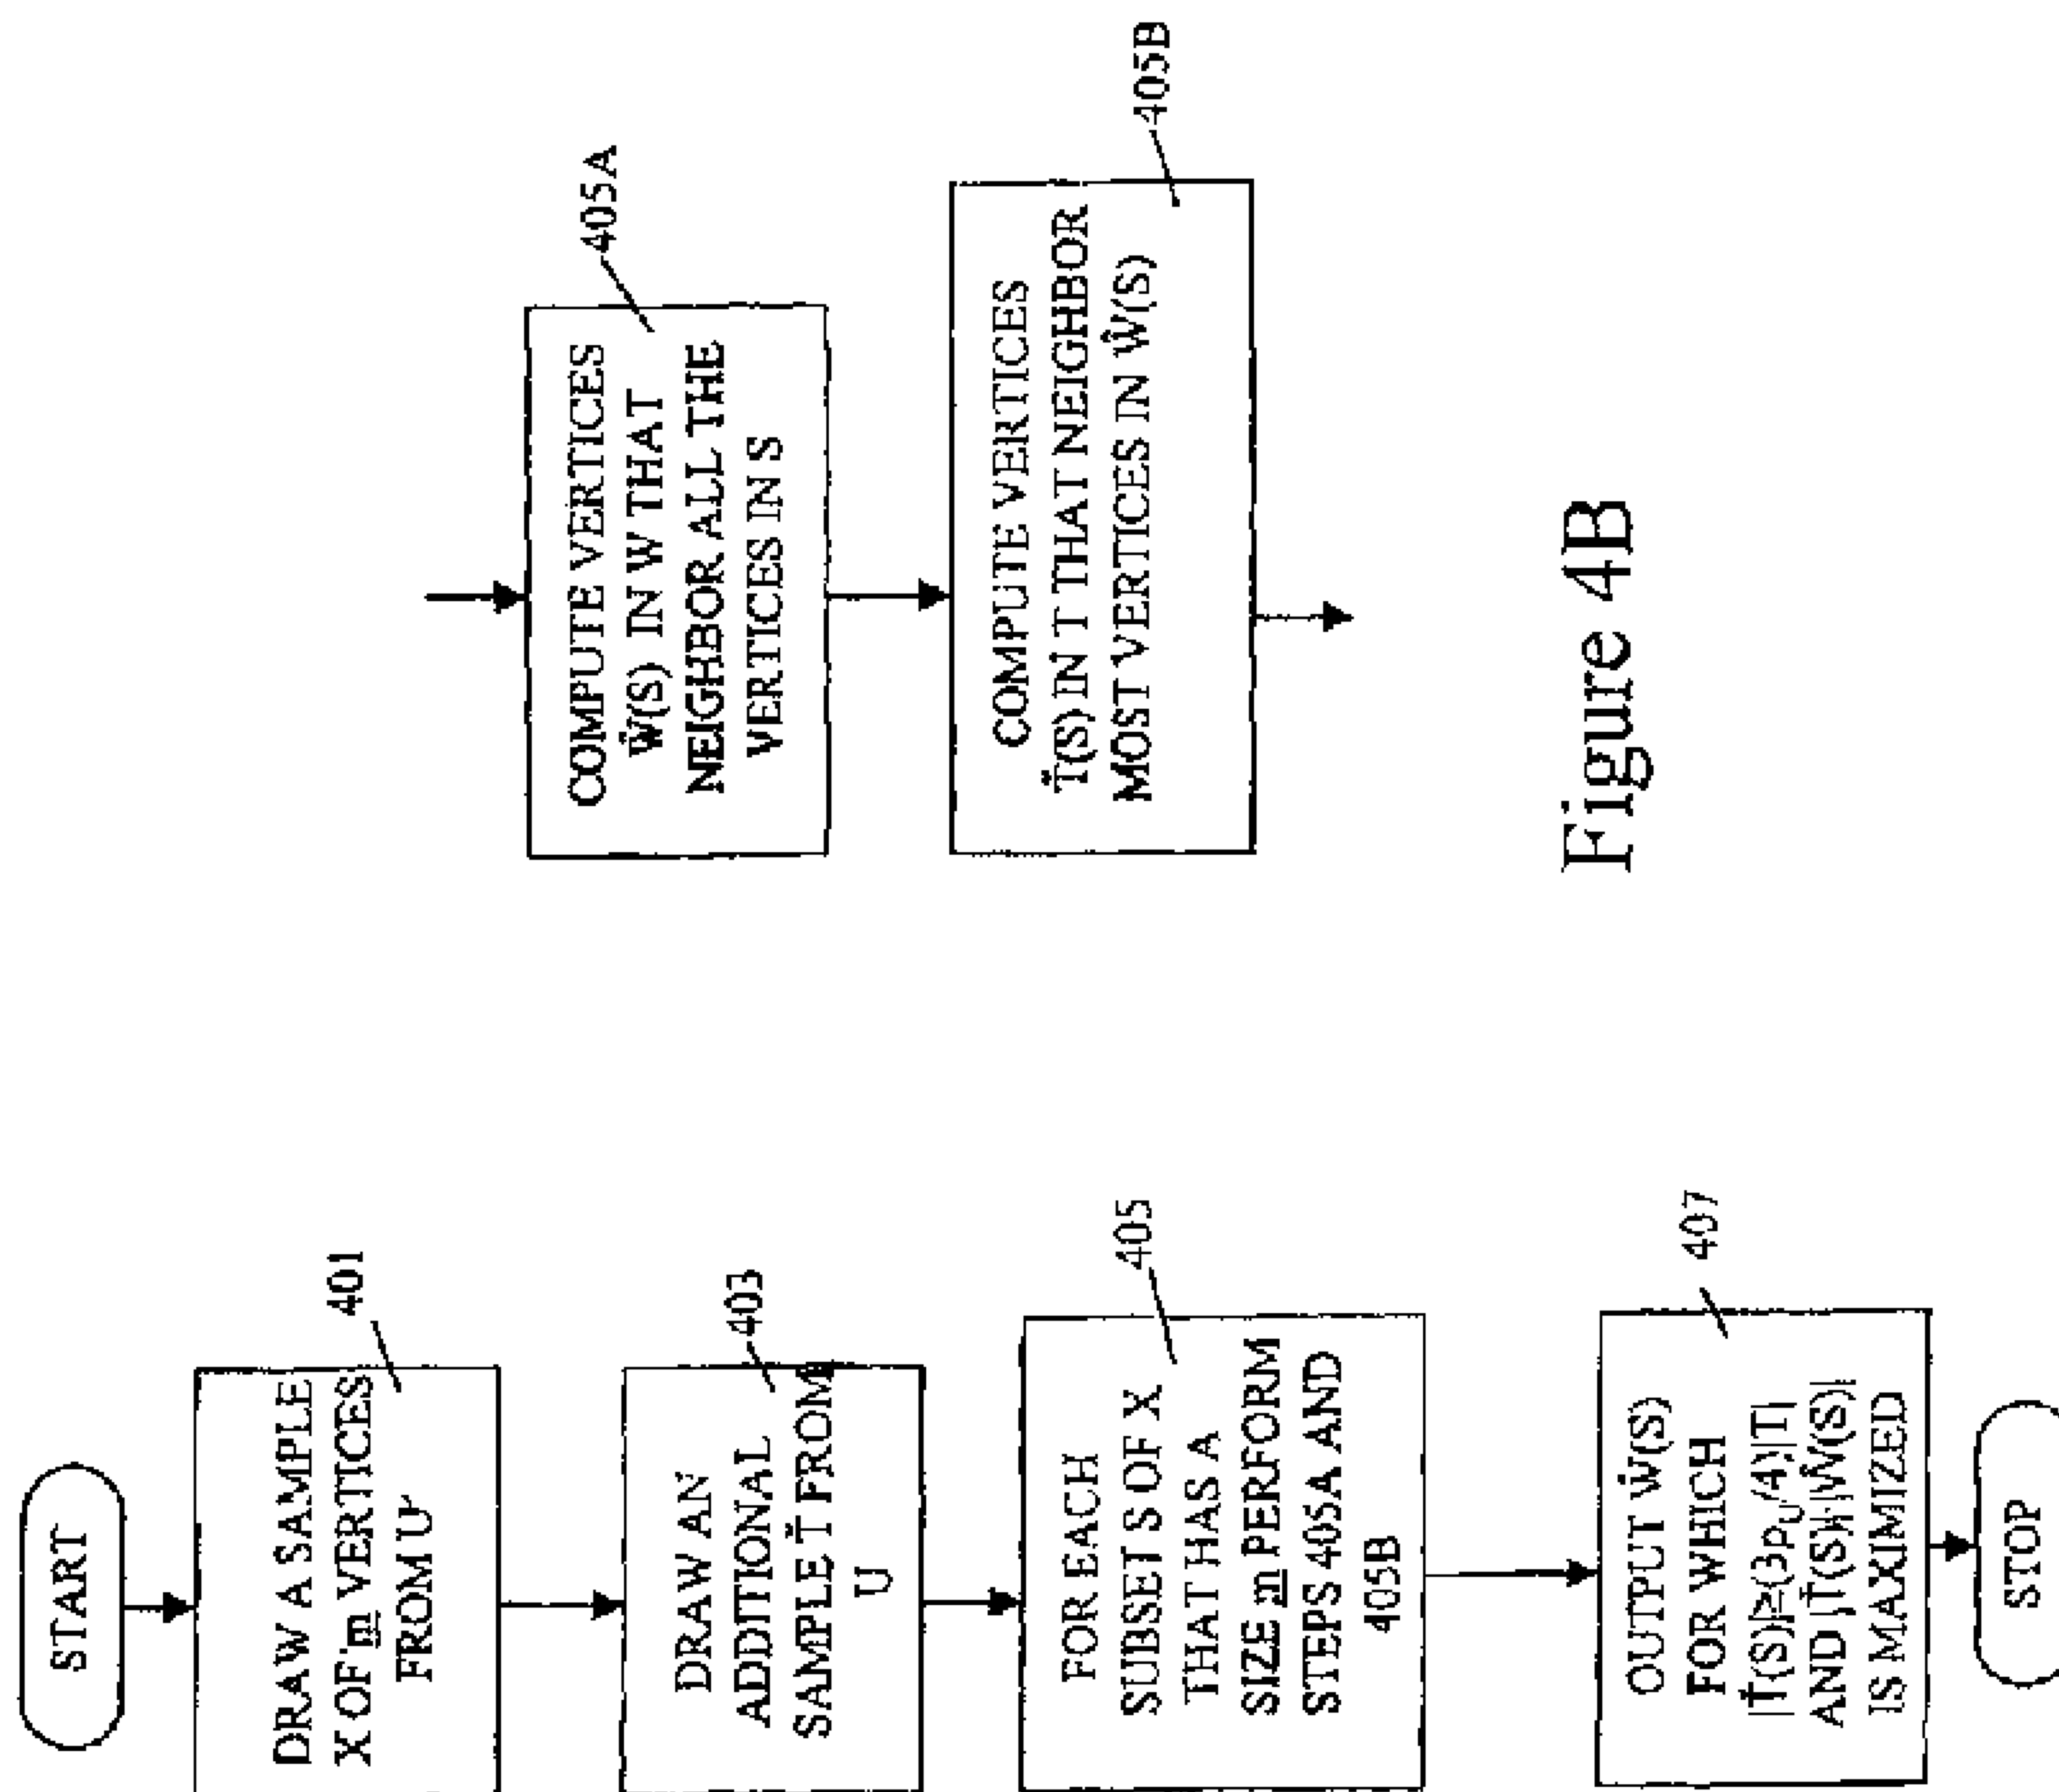 START
DRAW A SAMPLE
X OF m VERTICES
FROM U
401
DRAW AN
ADDITIONAL
SAMPLE T̂ FROM
U
403
FOR EACH
SUBSET S OF X
THAT HAS A
SIZE m PERFORM
STEPS 405A AND
405B
405
OUTPUT Ŵ(S)
FOR WHICH
|T̂(S)|≥(3pᵤ/4)|T|
AND |T̂(S)|·|Ŵ(S)|
IS MAXIMIZED
407
STOP
COMPUTE VERTICES
Ŵ(S) IN W THAT
NEIGHBOR ALL THE
VERTICES IN S
405A
COMPUTE VERTICES
T̂(S) IN T THAT NEIGHBOR
MOST VERTICES IN Ŵ(S)
405B
Figure 4B